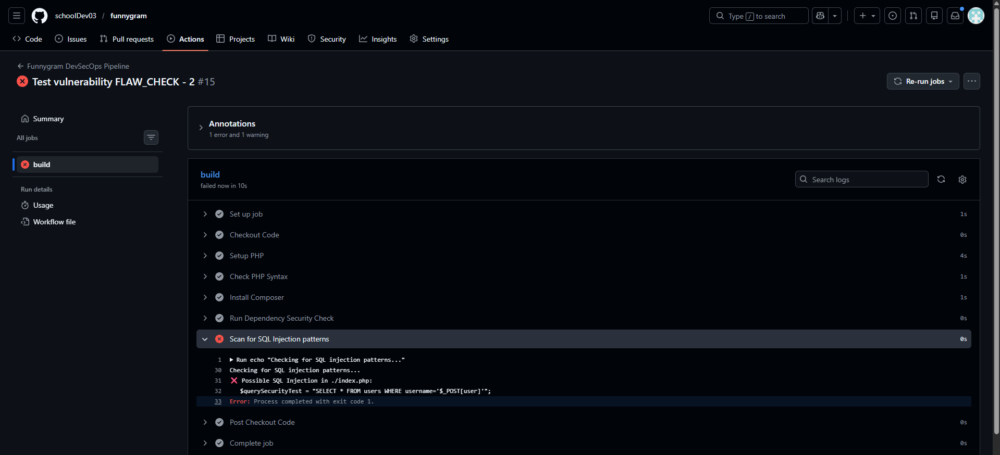 schoolDev03 / funnygram
Type / to search
Code
Issues
Pull requests
Actions
Projects
Wiki
Security
Insights
Settings
Funnygram DevSecOps Pipeline
Test vulnerability FLAW_CHECK - 2 #15
Re-run jobs
Summary
All jobs
build
Run details
Usage
Workflow file
Annotations
1 error and 1 warning
build
failed now in 10s
Search logs
Set up job 1s
Checkout Code 0s
Setup PHP 4s
Check PHP Syntax 1s
Install Composer 1s
Run Dependency Security Check 0s
Scan for SQL Injection patterns 0s
1 Run echo "Checking for SQL injection patterns..."
30 Checking for SQL injection patterns...
31 ❌ Possible SQL Injection in ./index.php:
32 $querySecurityTest = "SELECT * FROM users WHERE username='$_POST[user]'";
33 Error: Process completed with exit code 1.
Post Checkout Code 0s
Complete job 0s